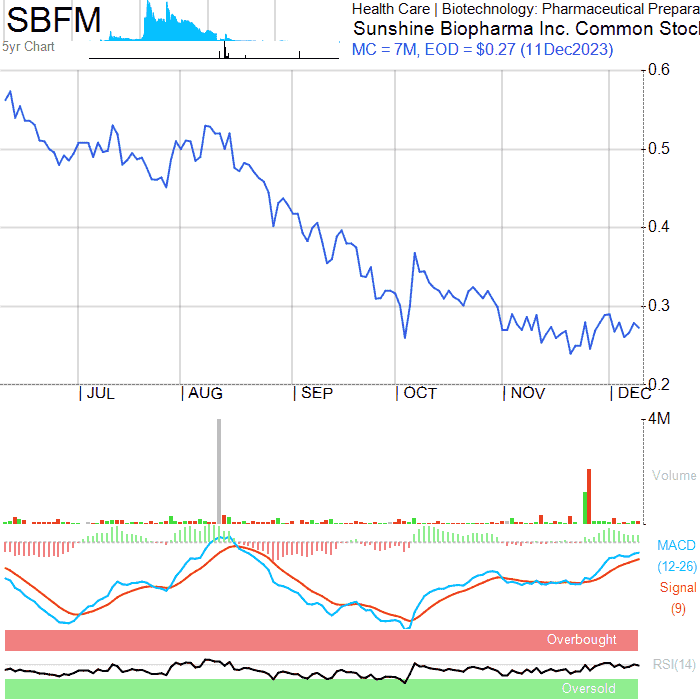 SBFM
Health Care | Biotechnology: Pharmaceutical Prepara
Sunshine Biopharma Inc. Common Stoc
5yr Chart
MC = 7M, EOD = $0.27 (11Dec2023)
0.6
0.5
0.4
0.3
0.2
JUL
AUG
SEP
OCT
NOV
DEC
4M
Volume
MACD
(12-26)
Signal
(9)
Overbought
RSI(14)
Oversold